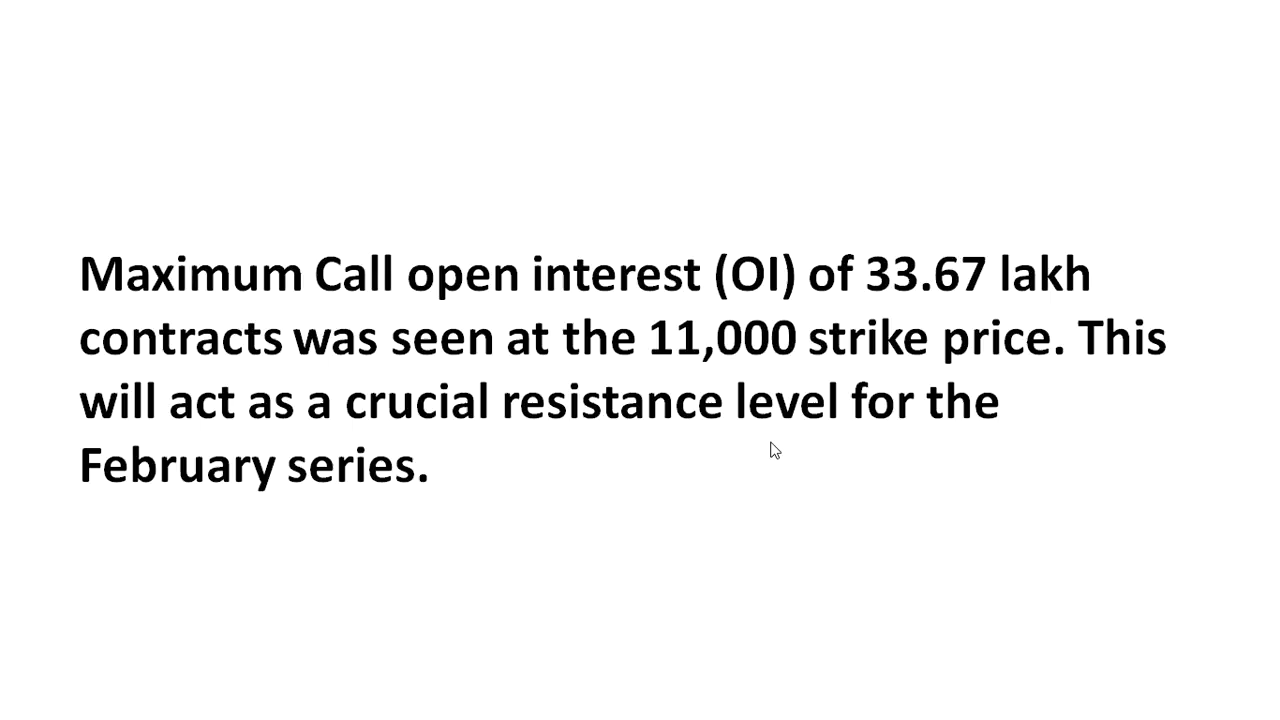 Maximum Call open interest (OI) of 33.67 lakh
contracts was seen at the 11,000 strike price. This
will act as a crucial resistance level for the
February series.